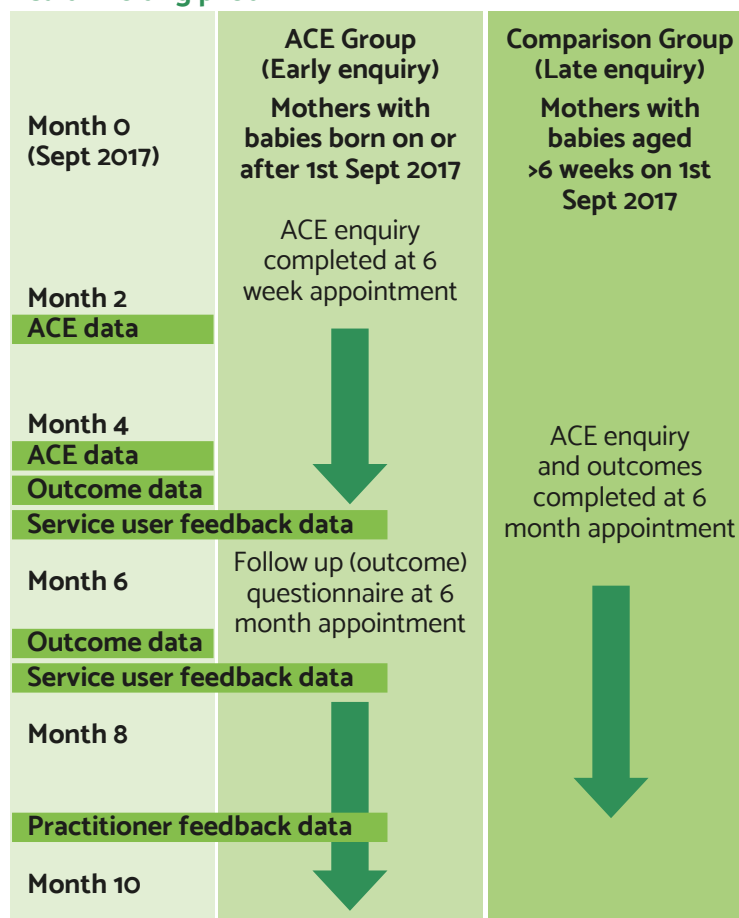 Month 0
(Sept 2017)
Month 2
ACE data
Month 4
ACE data
Outcome data
Service user feedback data
Month 6
Outcome data
Service user feedback data
Month 8
Practitioner feedback data
Month 10
ACE Group
(Early enquiry)
Mothers with
babies born on or
after 1st Sept 2017
ACE enquiry
completed at 6
week appointment
Follow up (outcome)
questionnaire at 6
month appointment
Comparison Group
(Late enquiry)
Mothers with
babies aged
>6 weeks on 1st
Sept 2017
ACE enquiry
and outcomes
completed at 6
month appointment